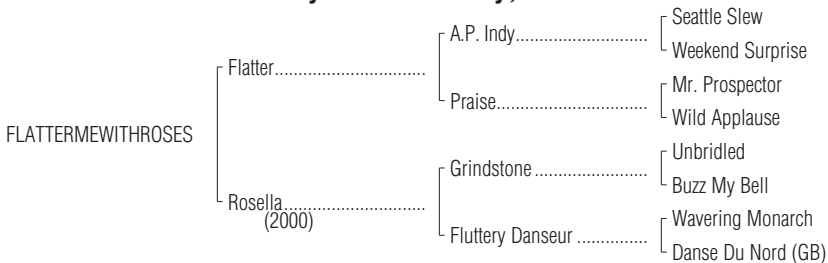 Seattle Slew
A.P. Indy
Weekend Surprise
Flatter
Mr. Prospector
Praise
Wild Applause
FLATTERMEWITHROSES
Unbridled
Grindstone
Buzz My Bell
Rosella
(2000)
Wavering Monarch
Fluttery Danseur
Danse Du Nord (GB)